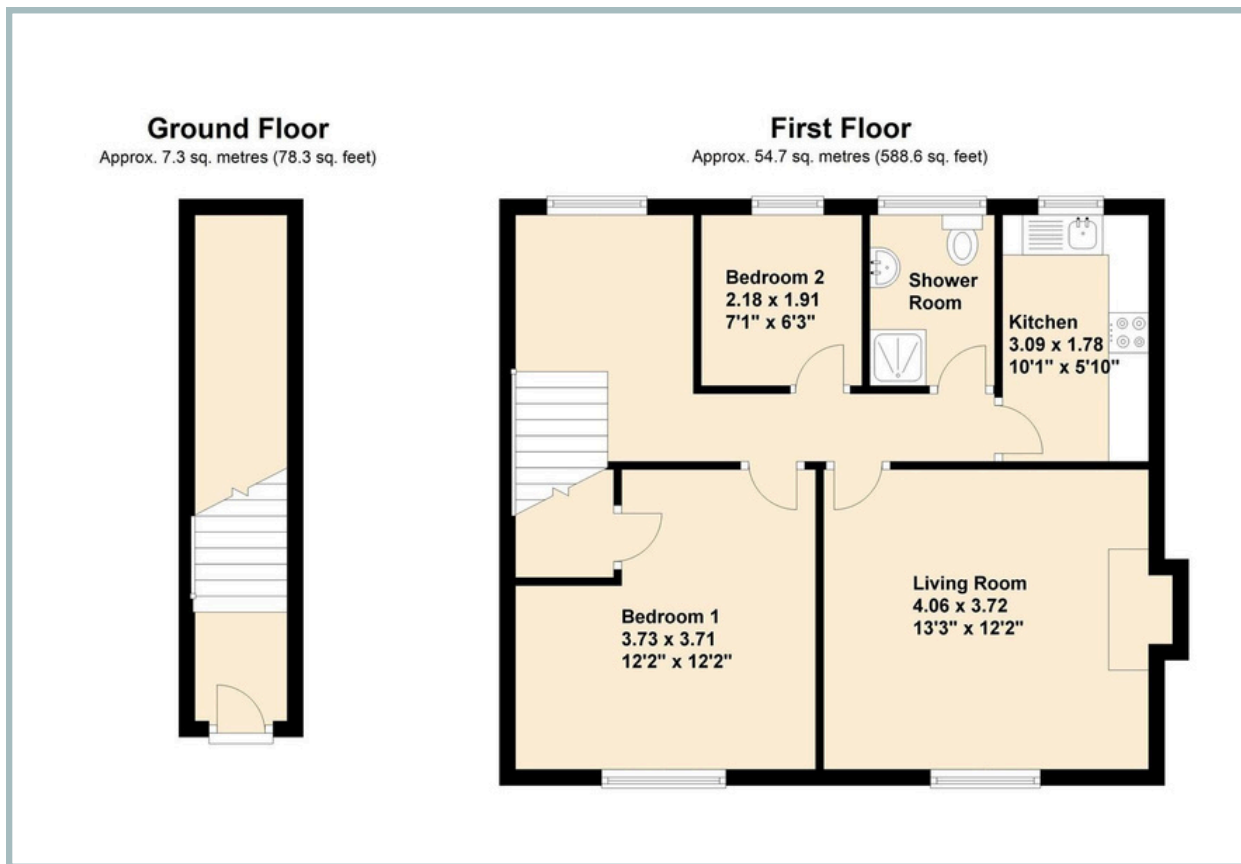 Ground Floor
Approx. 7.3 sq. metres (78.3 sq. feet)
First Floor
Approx. 54.7 sq. metres (588.6 sq. feet)
Bedroom 2
2.18 x 1.91
7'1" x 6'3"
Shower
Room
Kitchen
3.09 x 1.78
10'1" x 5'10"
Bedroom 1
3.73 x 3.71
12'2" x 12'2"
Living Room
4.06 x 3.72
13'3" x 12'2"